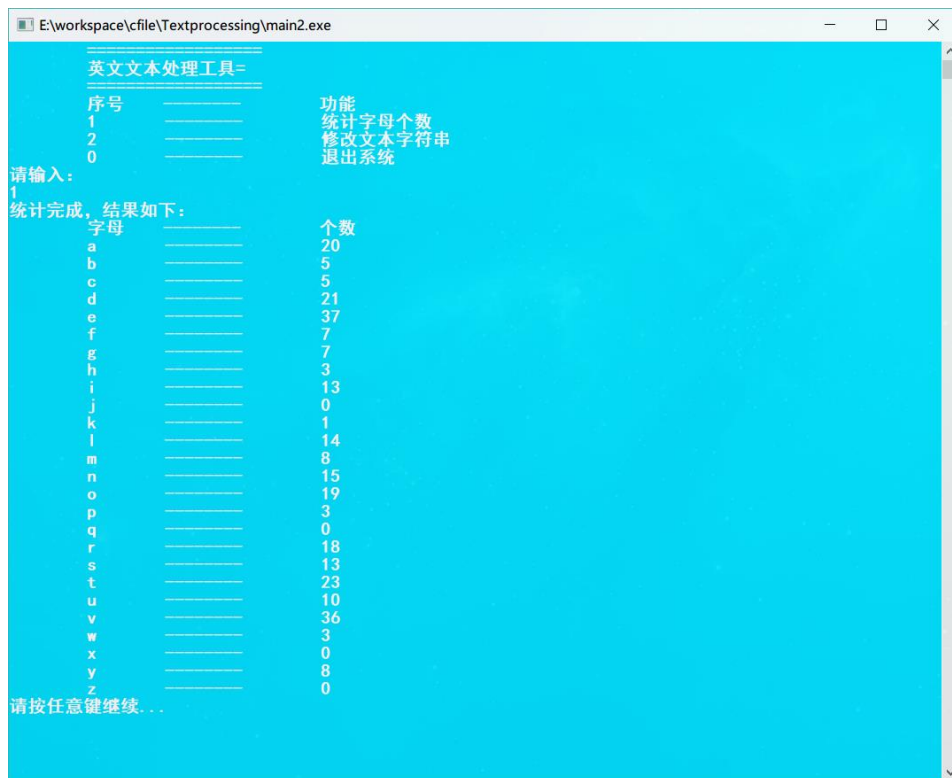 E:\workspace\cfile\Textprocessing\main2.exe
==================
英文文本处理工具=
==================
序号 -------- 功能
1 -------- 统计字母个数
2 -------- 修改文本字符串
0 -------- 退出系统
请输入:
1
统计完成，结果如下:
字母 -------- 个数
a -------- 20
b -------- 5
c -------- 5
d -------- 21
e -------- 37
f -------- 7
g -------- 7
h -------- 3
i -------- 13
j -------- 0
k -------- 1
l -------- 14
m -------- 8
n -------- 15
o -------- 19
p -------- 3
q -------- 0
r -------- 18
s -------- 13
t -------- 23
u -------- 10
v -------- 36
w -------- 3
x -------- 0
y -------- 8
z -------- 0
请按任意键继续...